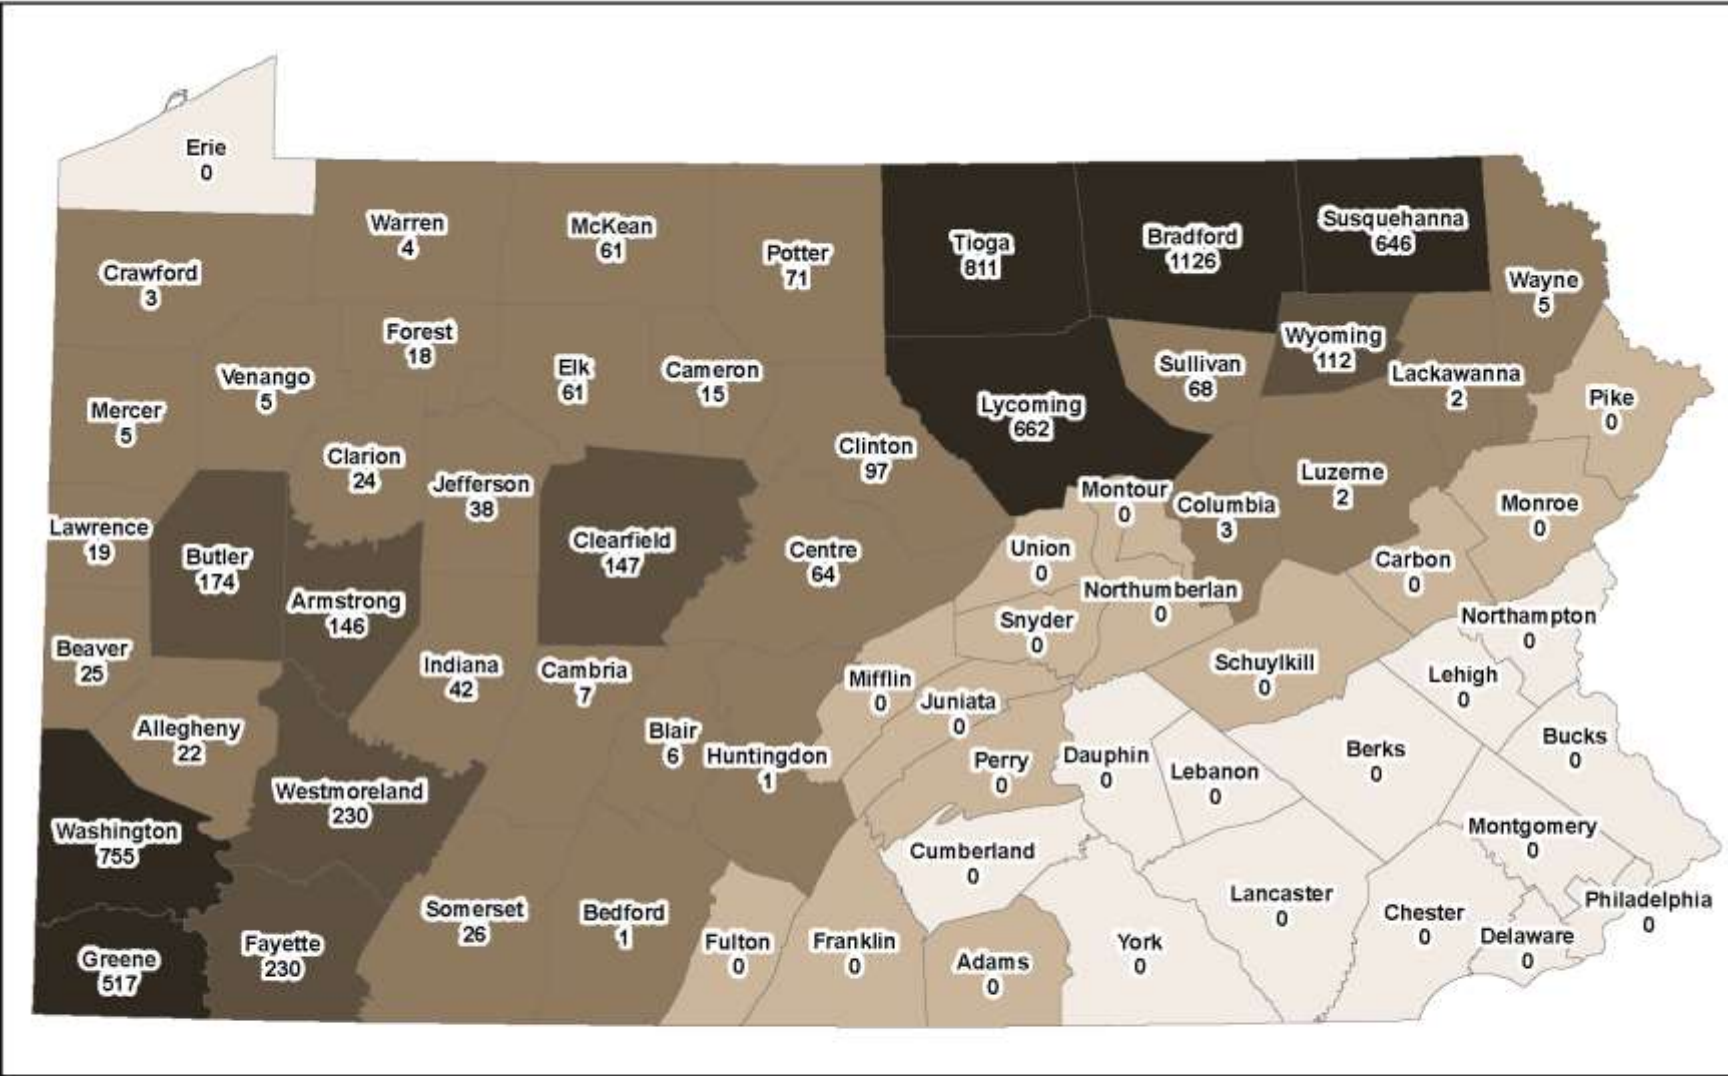 Erie
0
Warren
4
McKean
61
Potter
71
Tioga
811
Bradford
1126
Susquehanna
646
Wayne
5
Crawford
3
Forest
18
Venango
5
Elk
61
Cameron
15
Mercer
5
Lycoming
662
Sullivan
68
Wyoming
112
Lackawanna
2
Pike
0
Clarion
24
Jefferson
38
Clinton
97
Montour
0
Columbia
3
Luzerne
2
Monroe
0
Lawrence
19
Butler
174
Armstrong
146
Clearfield
147
Centre
64
Union
0
Northumberlan
0
Carbon
0
Northampton
0
Snyder
0
Beaver
25
Indiana
42
Cambria
7
Mifflin
0
Juniata
0
Schuylkill
0
Lehigh
0
Allegheny
22
Blair
6
Huntingdon
1
Perry
0
Dauphin
0
Lebanon
0
Berks
0
Bucks
0
Westmoreland
230
Washington
755
Cumberland
0
Montgomery
0
Lancaster
0
Philadelphia
0
Greene
517
Fayette
230
Somerset
26
Bedford
1
Fulton
0
Franklin
0
Adams
0
York
0
Chester
0
Delaware
0